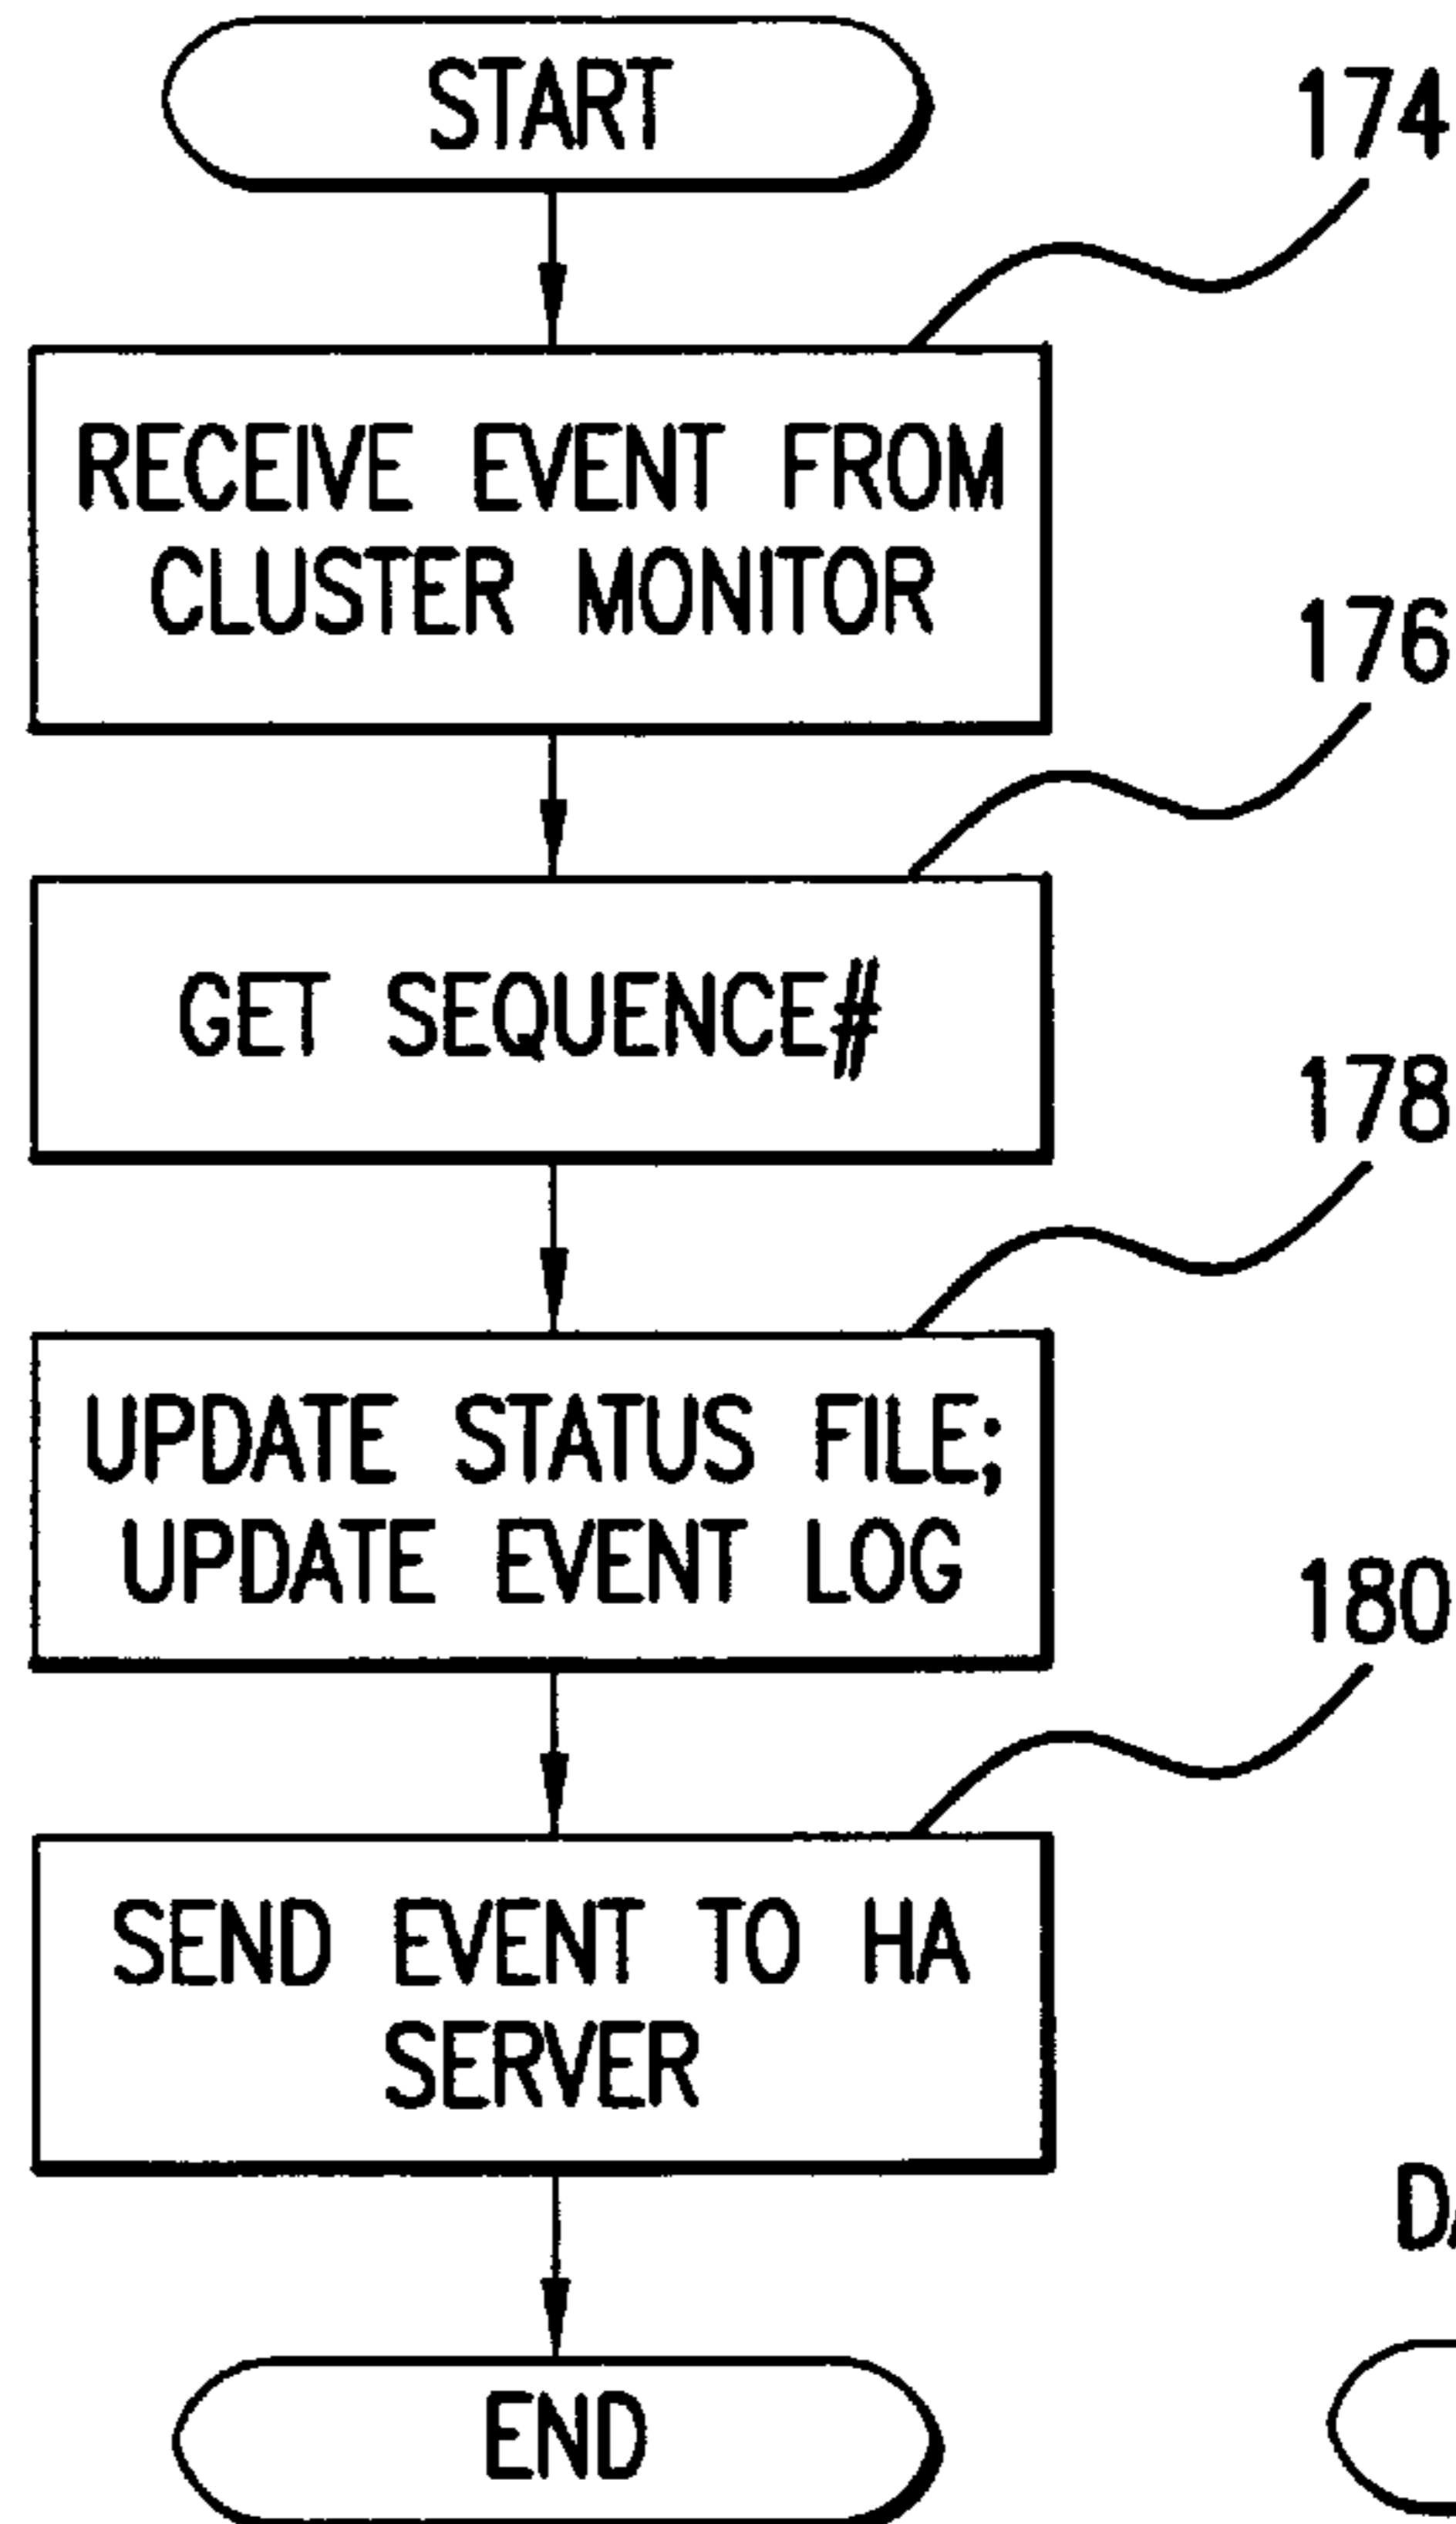 START
174
RECEIVE EVENT FROM
CLUSTER MONITOR
176
GET SEQUENCE#
178
UPDATE STATUS FILE;
UPDATE EVENT LOG
180
SEND EVENT TO HA
SERVER
END